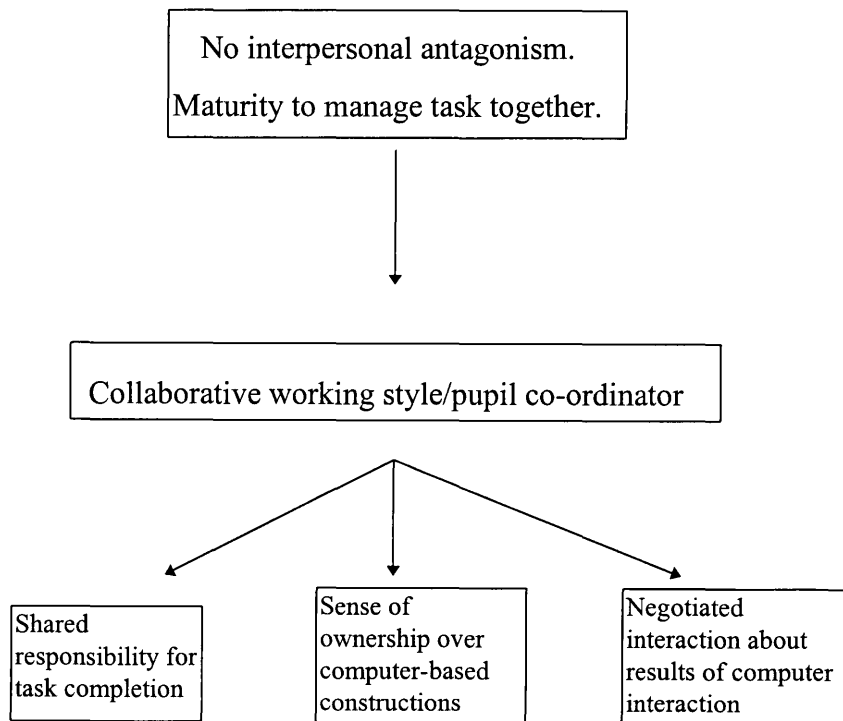 No interpersonal antagonism.
Maturity to manage task together.
Collaborative working style/pupil co-ordinator
Shared
responsibility for
task completion
Sense of
ownership over
computer-based
constructions
Negotiated
interaction about
results of computer
interaction